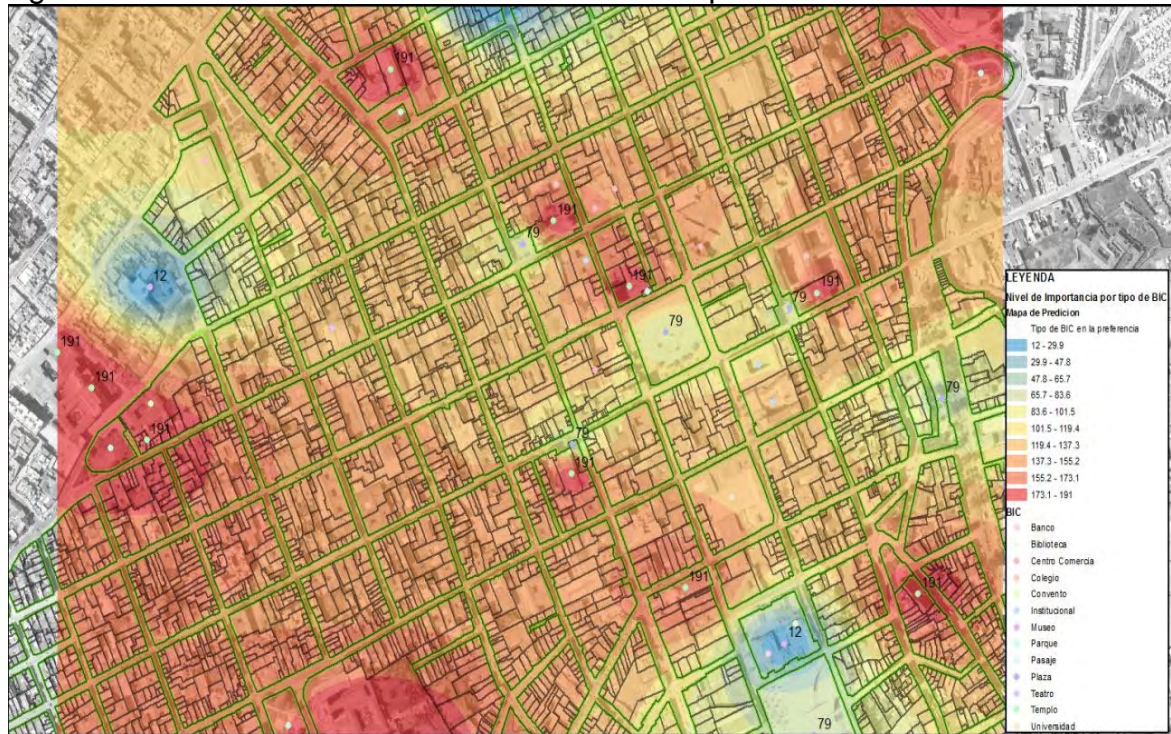 191
191
79
12
191
79
191
79
191
79
191
191
79
191
191
191
12
79
LEYENDA
Nivel de Importancia por tipo de BIC
Mapa de Predicion
Tipo de BIC en la preferencia
12 - 29.9
29.9 - 47.8
47.8 - 65.7
65.7 - 83.6
83.6 - 101.5
101.5 - 119.4
119.4 - 137.3
137.3 - 155.2
155.2 - 173.1
173.1 - 191
BIC
Banco
Biblioteca
Centro Comercia
Colegio
Convento
Institucional
Museo
Parque
Pasaje
Plaza
Teatro
Templo
Universidad